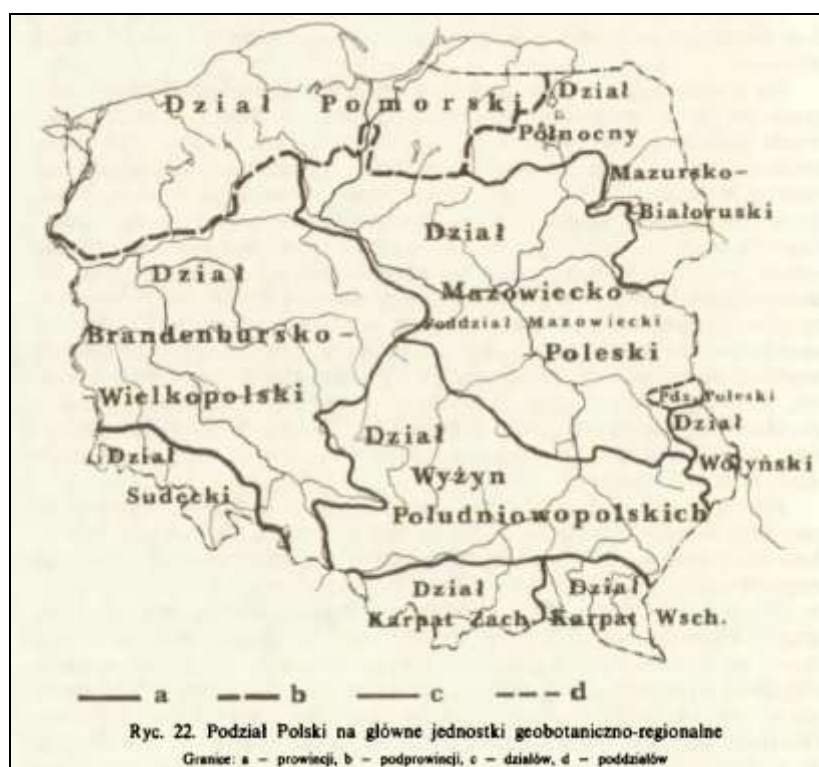 Dział Pomorski
Dział
Północny
Mazursko-
Białoruski
Dział
Mazowiecko-
Poddział Mazowiecki
-Poleski
Dział
Brandenbursko-
-Wielkopolski
Pdz. Poleski
Dział
Wołyński
Dział
Sudecki
Dział
Wyżyn
Południowopolskich
Dział
Karpat Zach.
Dział
Karpat Wsch.
a b c d
Ryc. 22. Podział Polski na główne jednostki geobotaniczno-regionalne
Granice: a — prowincji, b — podprowincji, c — działów, d — poddziałów